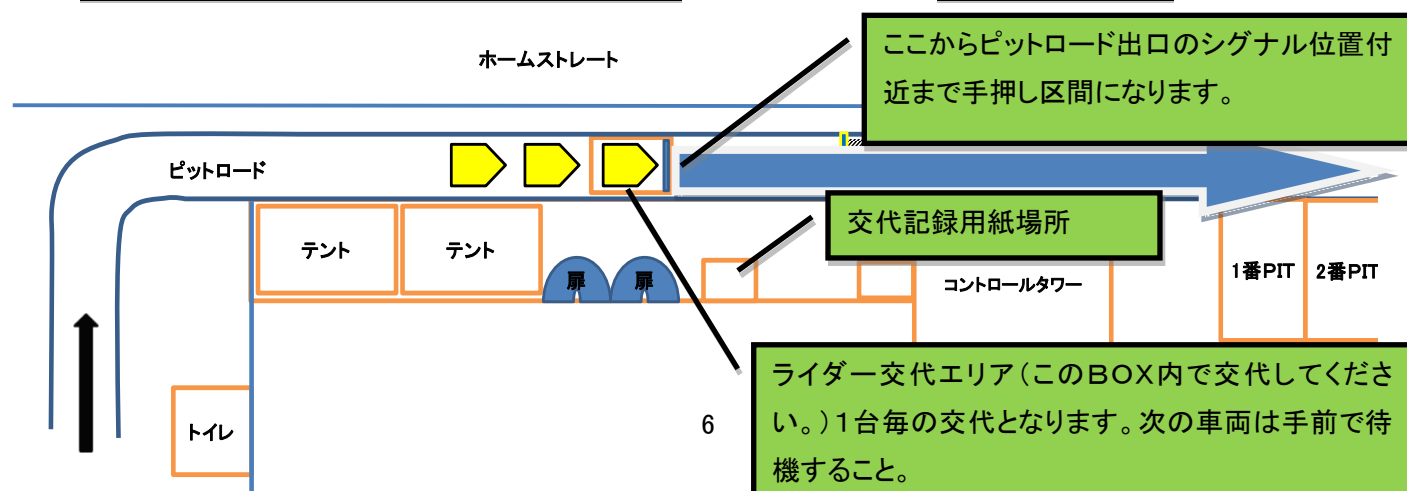 ホームストレート
ここからピットロード出口のシグナル位置付
近まで手押し区間になります。
ピットロード
交代記録用紙場所
テント
テント
扉
扉
コントロールタワー
1番PIT
2番PIT
ライダー交代エリア(このBOX内で交代してくださ
い。)1台毎の交代となります。次の車両は手前で待
機すること。
トイレ
6